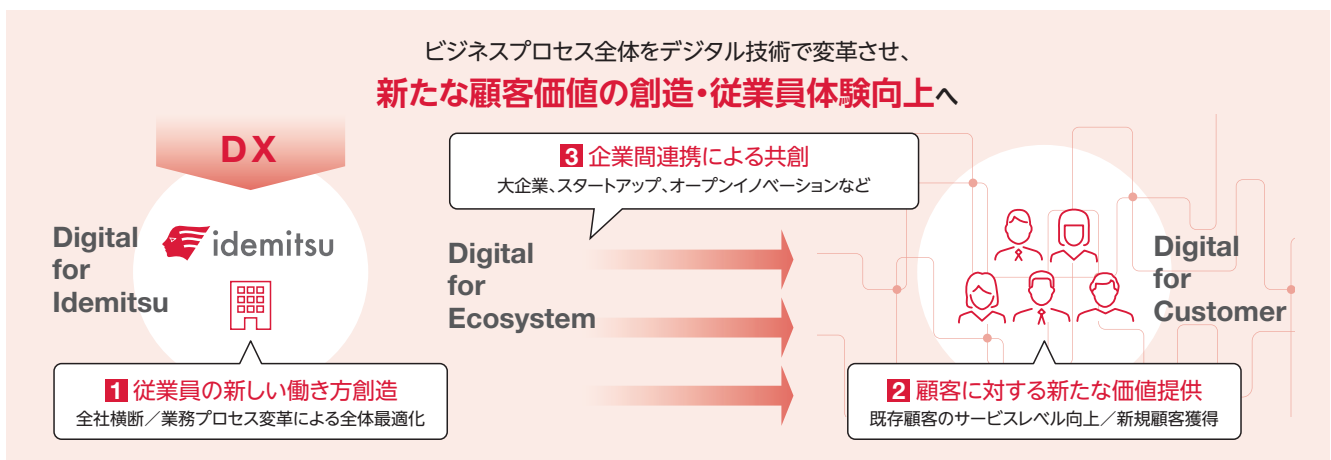 ビジネスプロセス全体をデジタル技術で変革させ、
新たな顧客価値の創造・従業員体験向上へ
DX
Digital
for
Idemitsu
idemitsu
1 従業員の新しい働き方創造
全社横断／業務プロセス変革による全体最適化
3 企業間連携による共創
大企業、スタートアップ、オープンイノベーションなど
Digital
for
Ecosystem
Digital
for
Customer
2 顧客に対する新たな価値提供
既存顧客のサービスレベル向上／新規顧客獲得